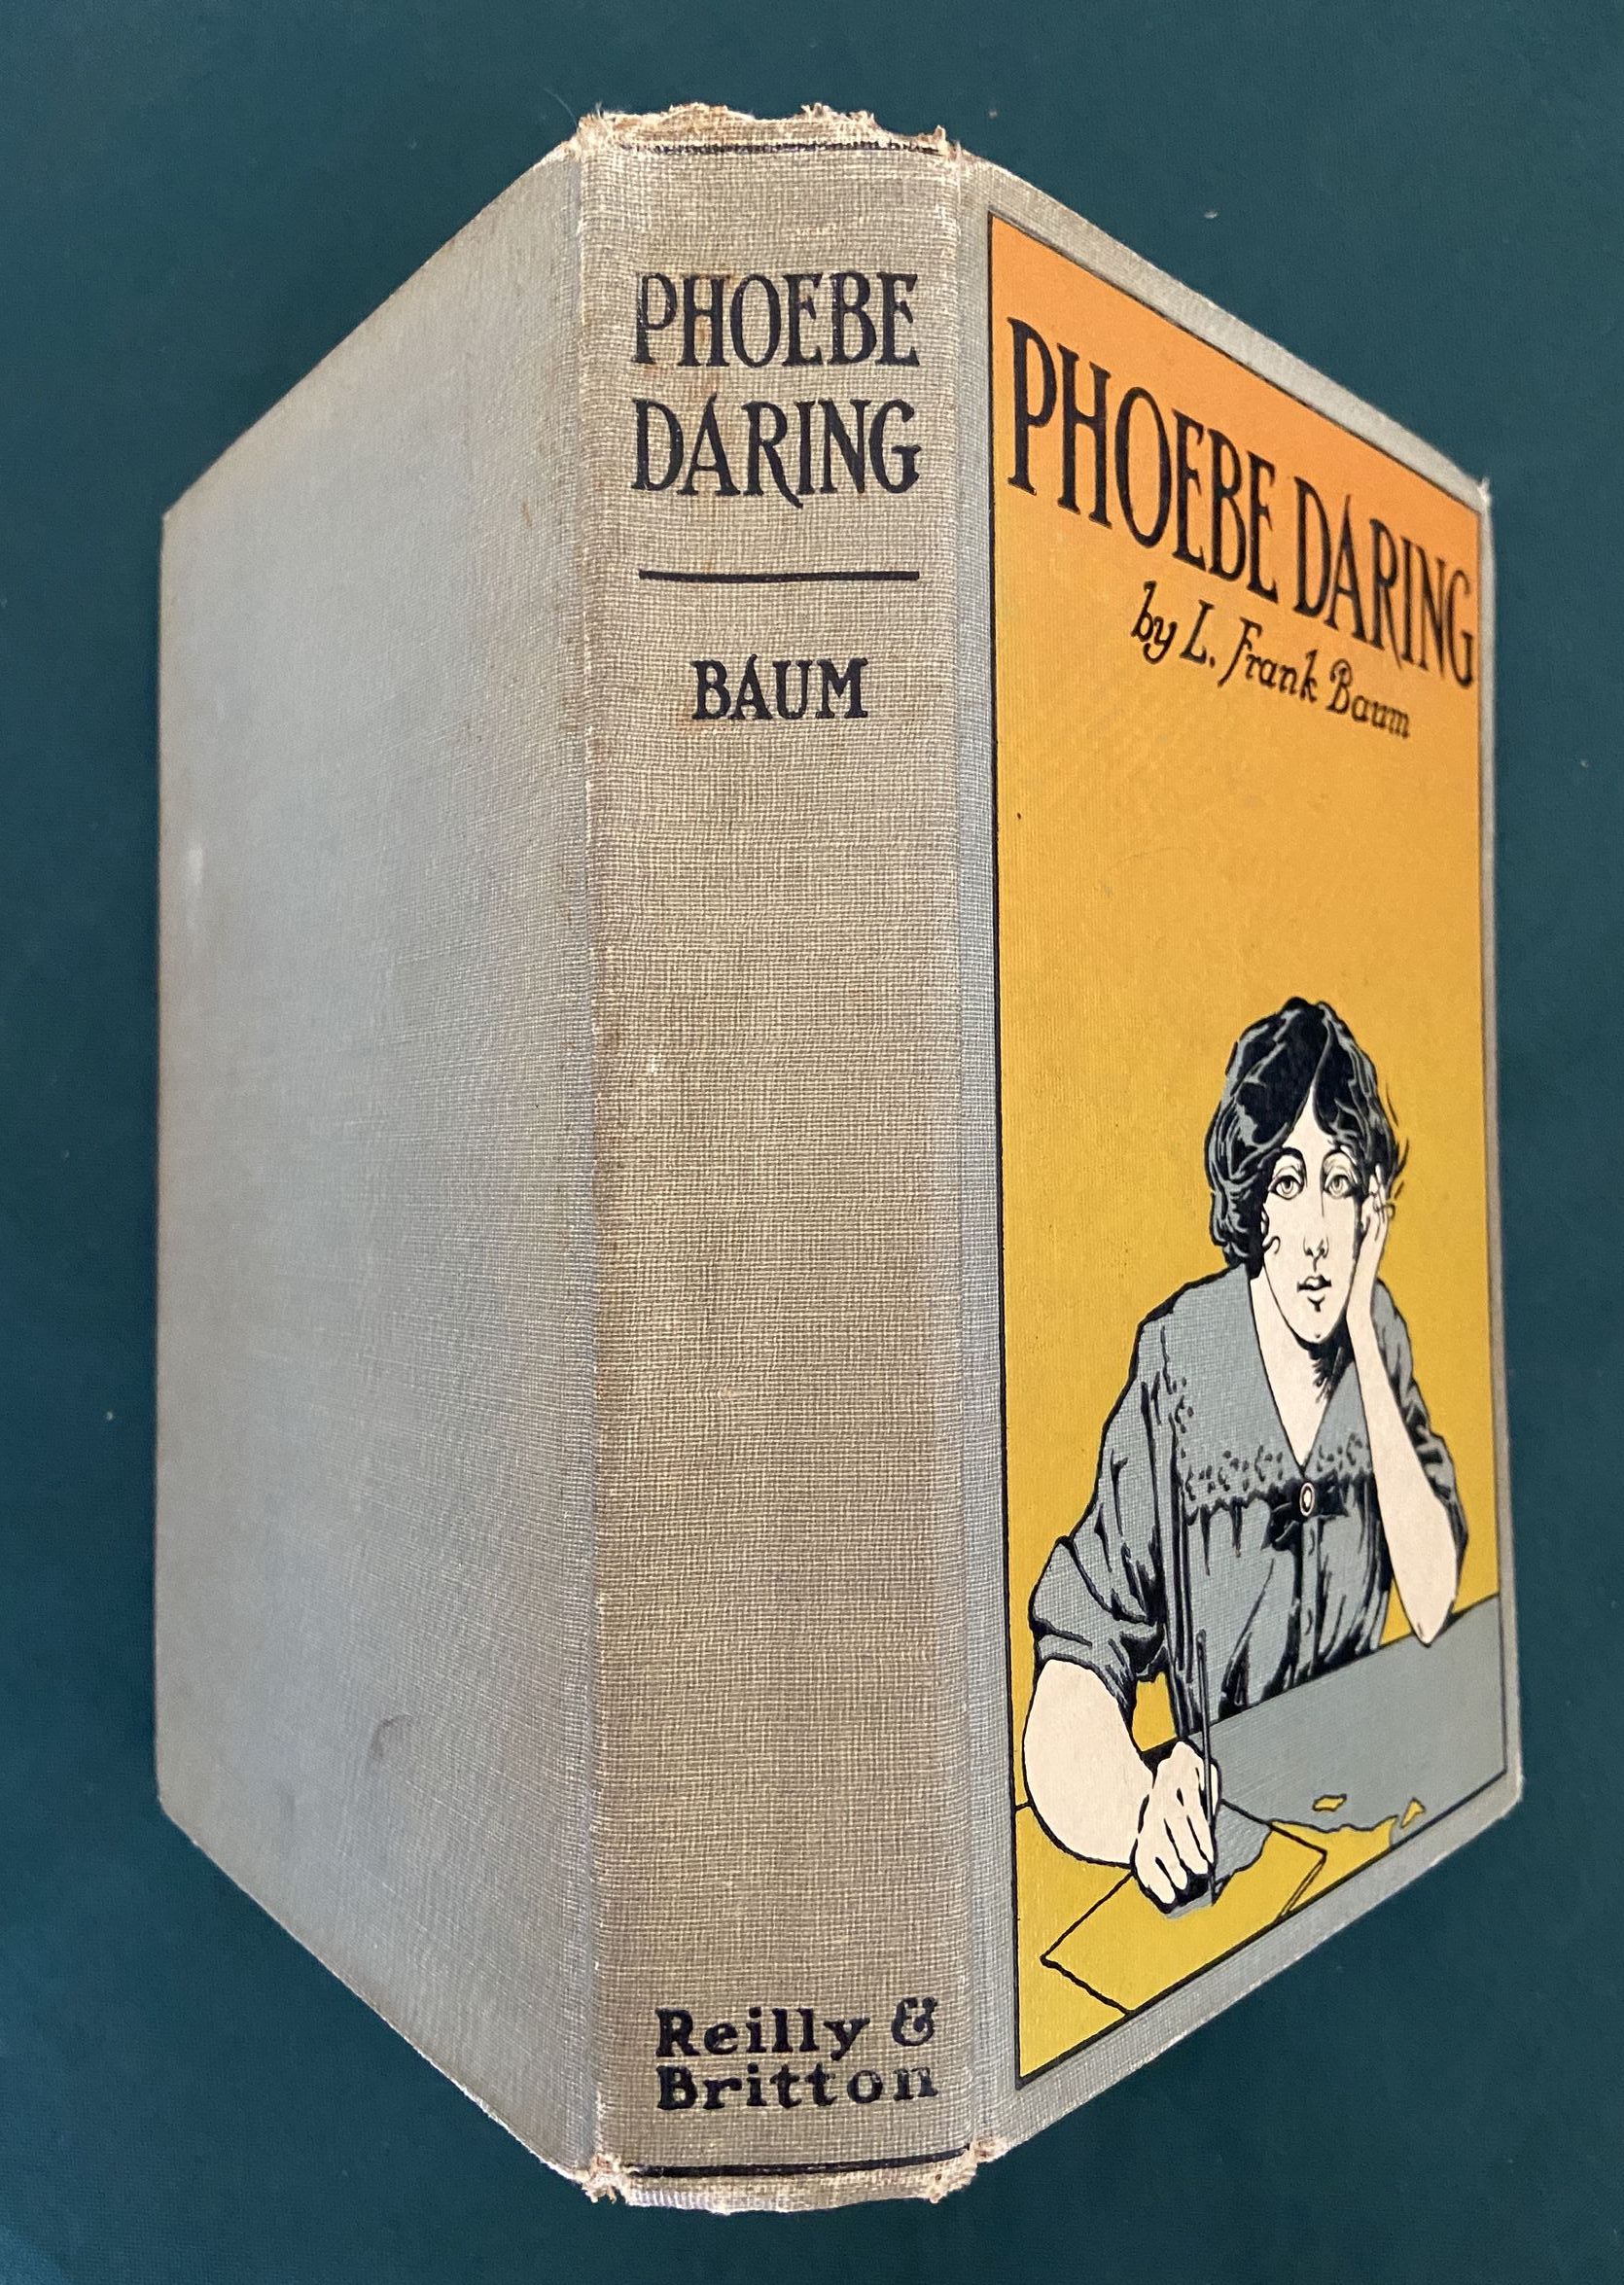 PHOEBE
DARING
BAUM
Reilly &
Britton
PHOEBE DARING
by L. Frank Baum